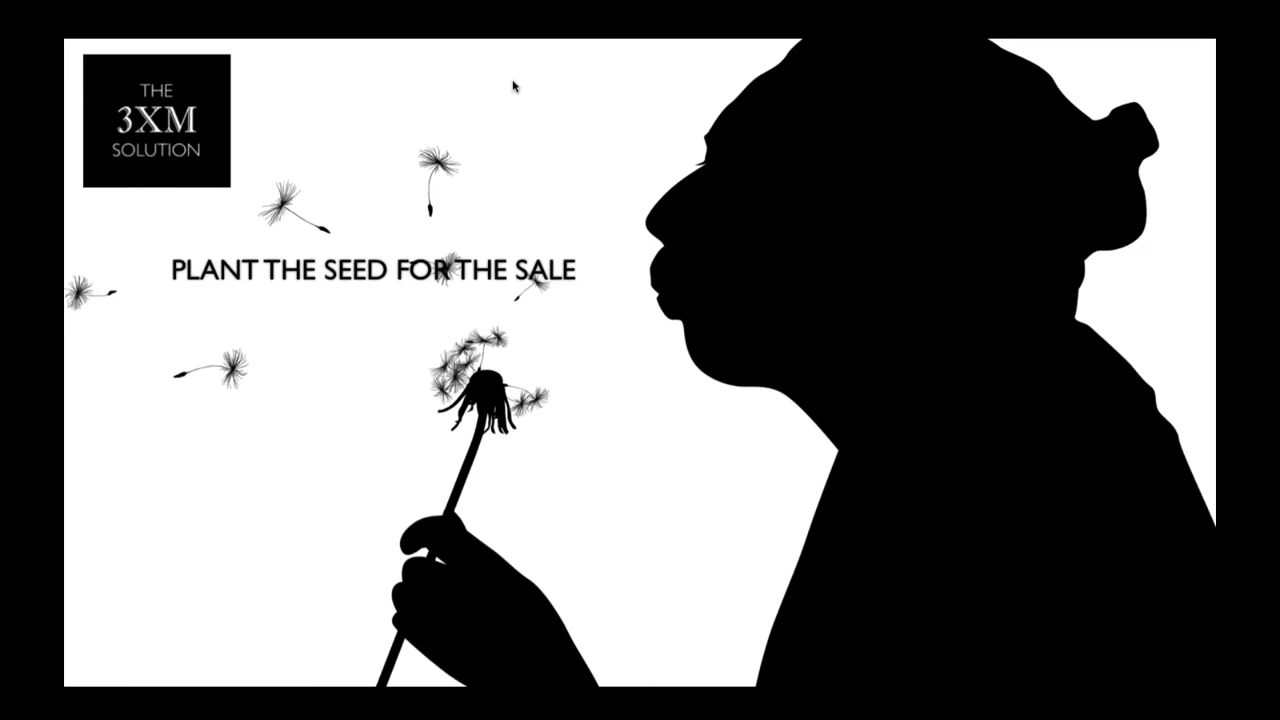 THE
3XM
SOLUTION
PLANT THE SEED FOR THE SALE